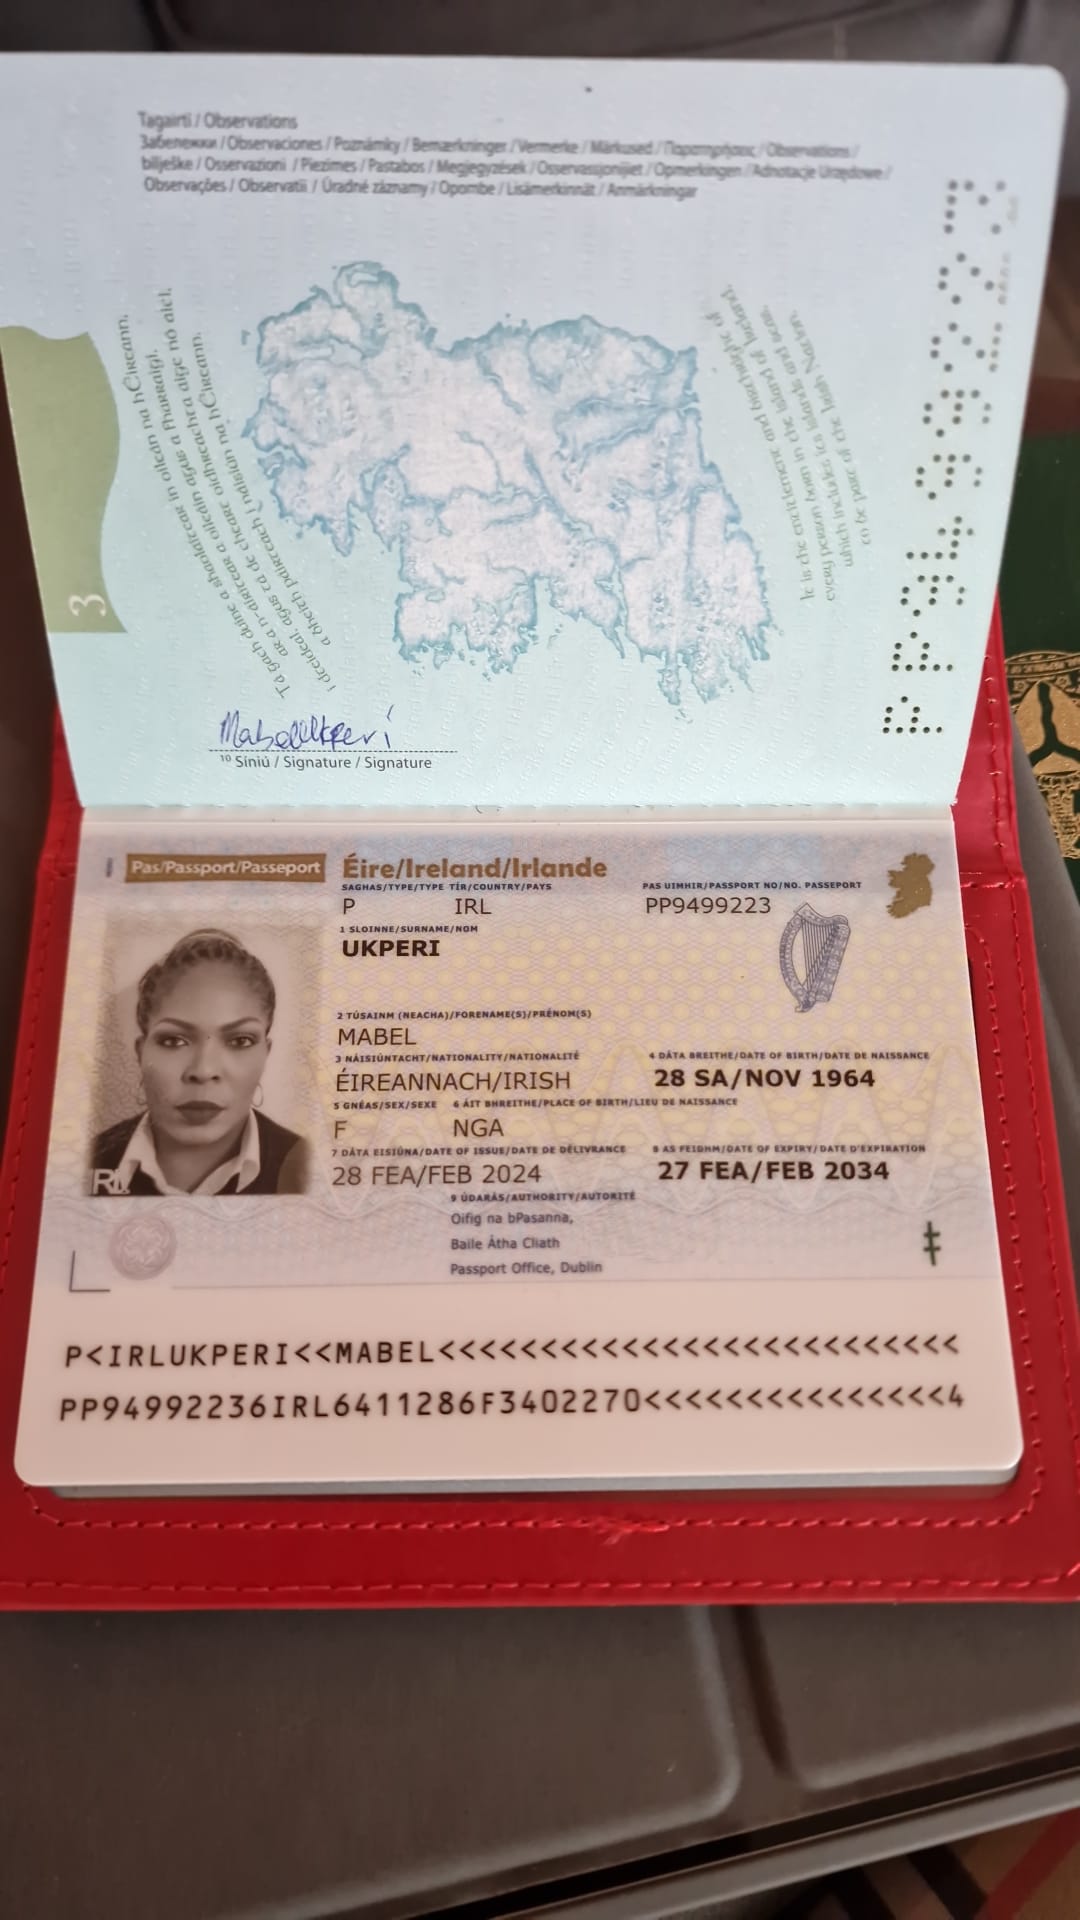 Tagairtí / Observations
Забележки / Observaciones / Poznámky / Bemærkninger / Vermerke / Märkused / Παρατηρήσεις / Observations /
bilješke / Osservazioni / Piezīmes / Pastabos / Megjegyzések / Osservazzjonijiet / Opmerkingen / Adnotacje Urzędowe /
Observações / Observatii / Úradné záznamy / Opombe / Lisämerkinnät / Anmärkningar
Tá gach duine a shaolaítear in oileán na hÉireann,
ar a n-áirítear a oileáin agus a fharraigí,
i dteideal, agus tá de cheart oidhreachta aige nó aici,
a bheith páirteach i náisiún na hÉireann.
It is the entitlement and birthright of
every person born in the island of Ireland,
which includes its islands and seas,
to be part of the Irish Nation.
3
PP9499223
MabelUkperi
10 Síniú / Signature / Signature
Pas/Passport/Passeport Éire/Ireland/Irlande
SAGHAS/TYPE/TYPE TÍR/COUNTRY/PAYS PAS UIMHIR/PASSPORT NO/NO. PASSEPORT
P IRL PP9499223
1 SLOINNE/SURNAME/NOM
UKPERI
2 TÚSAINM (NEACHA)/FORENAME(S)/PRÉNOM(S)
MABEL
3 NÁISIÚNTACHT/NATIONALITY/NATIONALITÉ 4 DÁTA BREITHE/DATE OF BIRTH/DATE DE NAISSANCE
ÉIREANNACH/IRISH 28 SA/NOV 1964
5 GNÉAS/SEX/SEXE 6 ÁIT BHREITHE/PLACE OF BIRTH/LIEU DE NAISSANCE
F NGA
7 DÁTA EISIÚNA/DATE OF ISSUE/DATE DE DÉLIVRANCE 8 AS FEIDHM/DATE OF EXPIRY/DATE D'EXPIRATION
28 FEA/FEB 2024 27 FEA/FEB 2034
9 ÚDARÁS/AUTHORITY/AUTORITÉ
Oifig na bPasanna,
Baile Átha Cliath
Passport Office, Dublin
P<IRLUKPERI<<MABEL<<<<<<<<<<<<<<<<<<<<<<<<<<
PP94992236IRL6411286F3402270<<<<<<<<<<<<<<<4